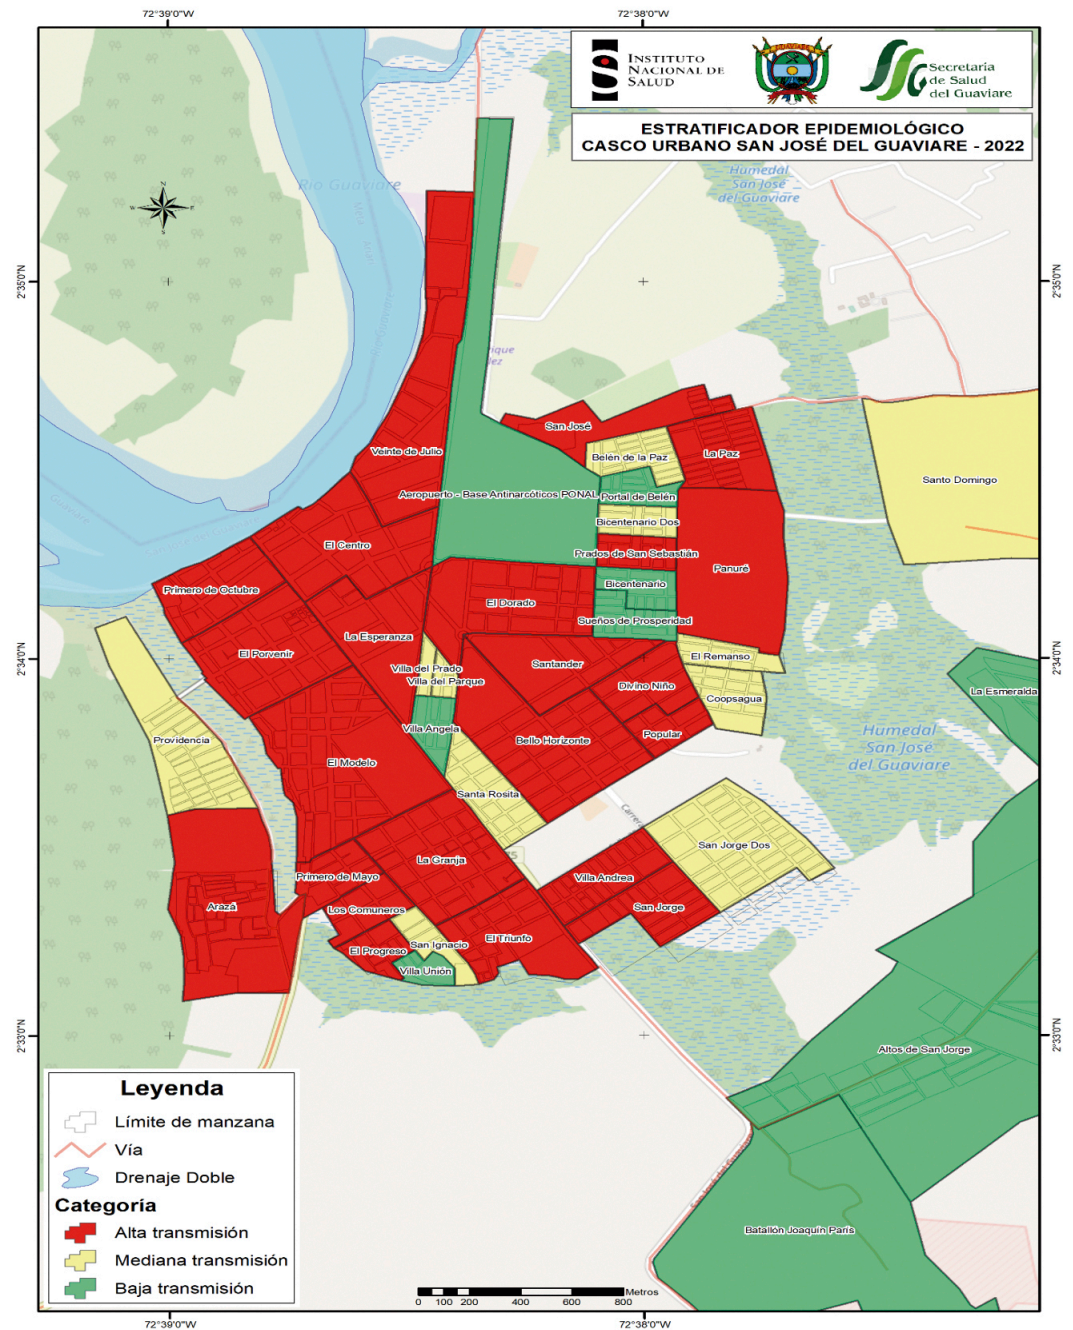 72°39'0"W
72°38'0"W
INSTITUTO
NACIONAL DE
SALUD
Secretaría
de Salud
del Guaviare
ESTRATIFICADOR EPIDEMIOLÓGICO
CASCO URBANO SAN JOSÉ DEL GUAVIARE - 2022
Humedal
San José
del Guaviare
Río Guaviare
N
W
E
S
2°35'0"N
2°35'0"N
San José
Veinte de Julio
Belén de la Paz
La Paz
Santo Domingo
Aeropuerto - Base Antinarcóticos PONAL
Portal de Belén
Bicentenario Dos
El Centro
Prados de San Sebastián
Panuré
Primero de Octubre
Bicentenario
El Dorado
Sueños de Prosperidad
La Esperanza
2°34'0"N
2°34'0"N
El Porvenir
Santander
El Remanso
Villa del Prado
Villa del Parque
Divino Niño
La Esmeralda
Coopsagua
Villa Angela
Popular
Humedal
San José
del Guaviare
Providencia
Bello Horizonte
El Modelo
Santa Rosita
Carrera
San Jorge Dos
La Granja
Primero de Mayo
Villa Andrea
Arazá
Los Comuneros
San Jorge
El Triunfo
San Ignacio
El Progreso
Villa Unión
2°33'0"N
2°33'0"N
Altos de San Jorge
Batallón Joaquín París
Leyenda
Límite de manzana
Vía
Drenaje Doble
Categoría
Alta transmisión
Mediana transmisión
Baja transmisión
Metros
0 100 200 400 600 800
72°39'0"W
72°38'0"W